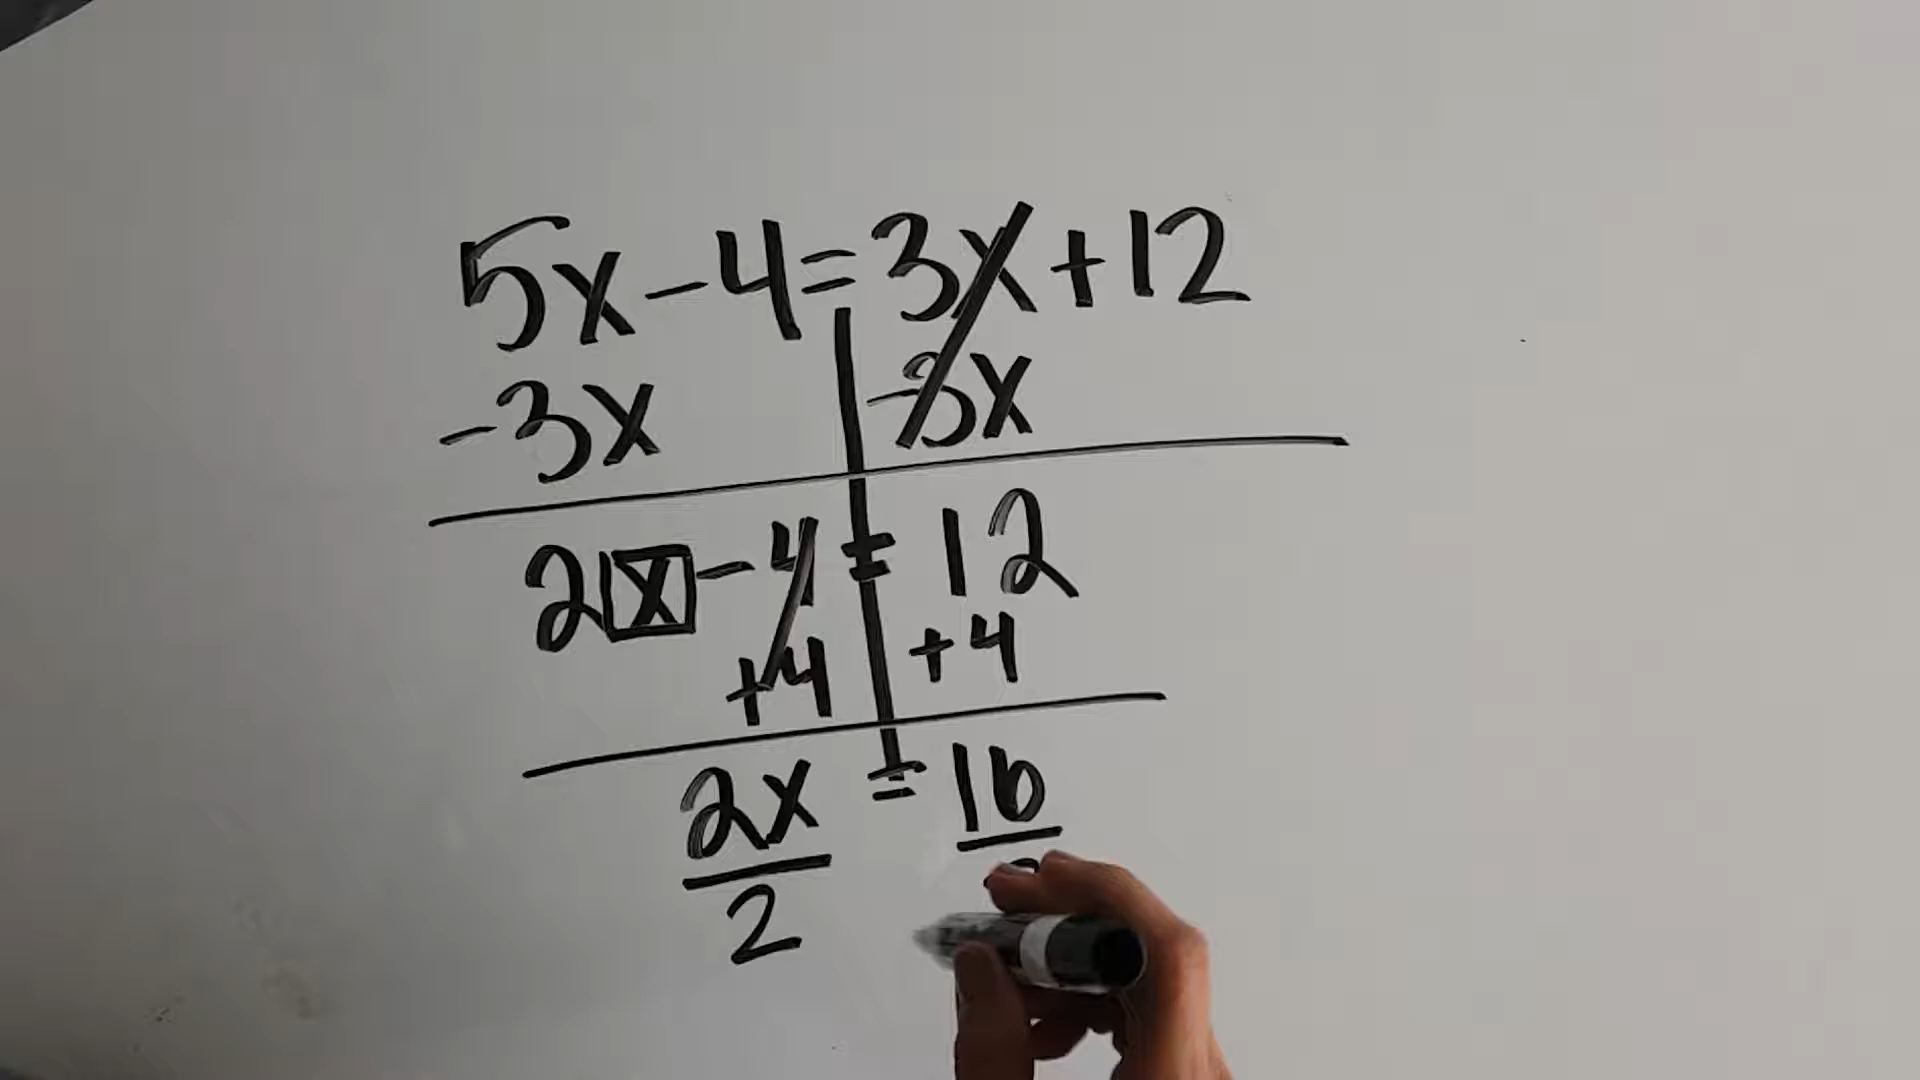 5x - 4 = 3x + 12
-3x -3x
2x - 4 = 12
+4 +4
2x = 16
2